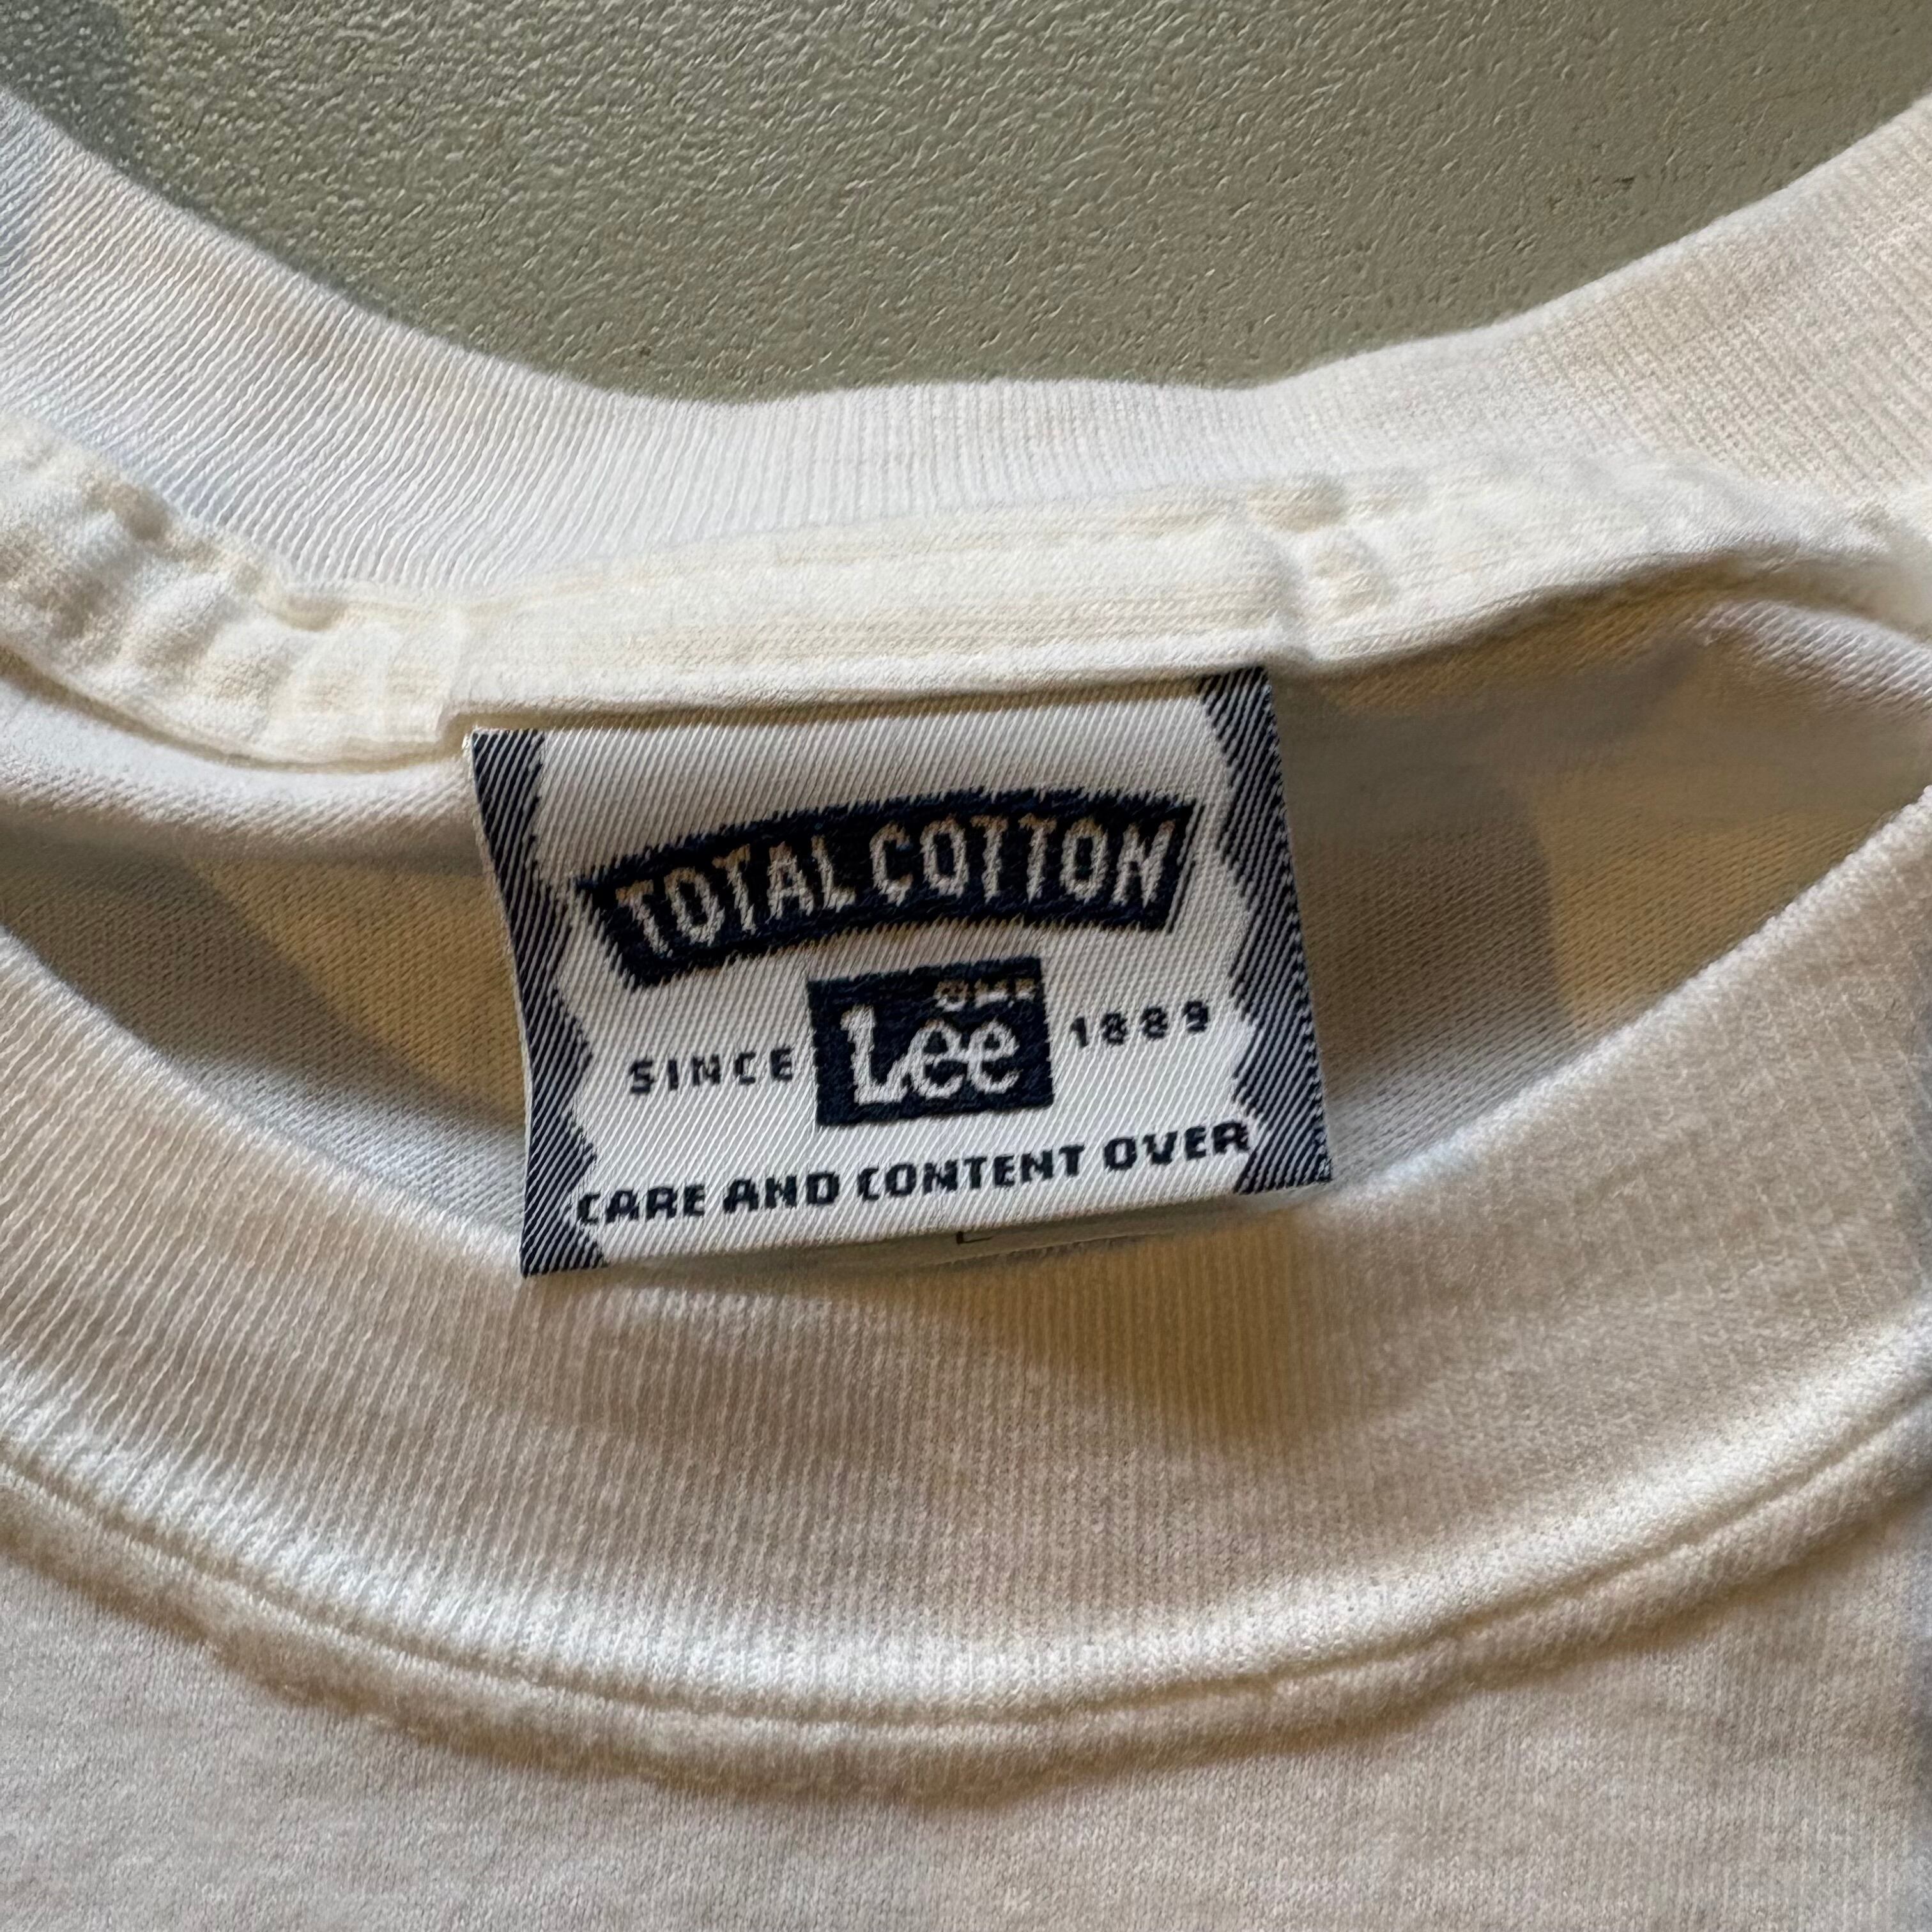 TOTAL COTTON
SINCE Lee 1889
CARE AND CONTENT OVER